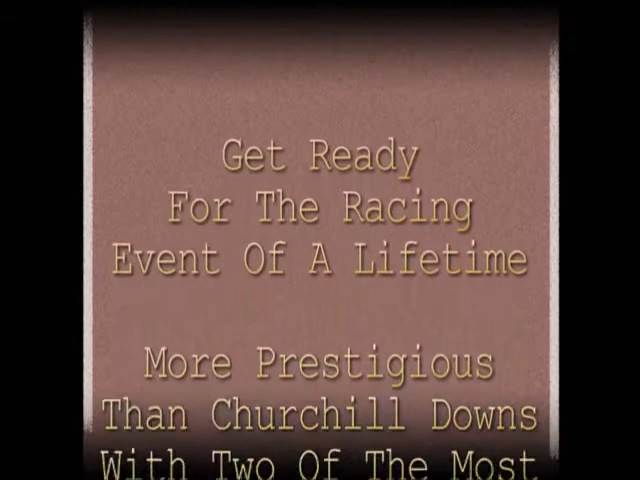 Get Ready
For The Racing
Event Of A Lifetime
More Prestigious
Than Churchill Downs
With Two Of The Most